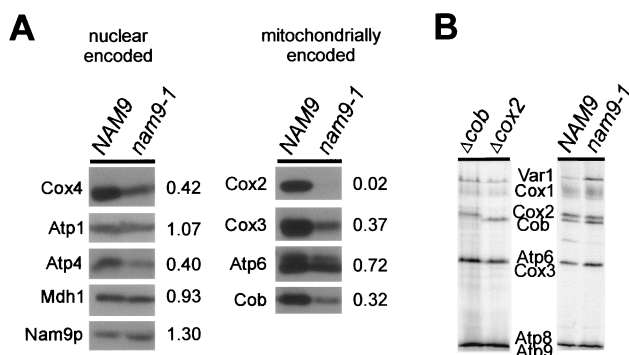 A
nuclear
encoded
NAM9
nam9-1
Cox4 0.42
Atp1 1.07
Atp4 0.40
Mdh1 0.93
Nam9p 1.30
mitochondrially
encoded
NAM9
nam9-1
Cox2 0.02
Cox3 0.37
Atp6 0.72
Cob 0.32
B
Δcob
Δcox2
NAM9
nam9-1
Var1
Cox1
Cox2
Cob
Atp6
Cox3
Atp8
Atp9